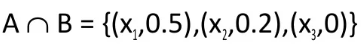 A ∩ B = {(x₁,0.5),(x₂,0.2),(x₃,0)}